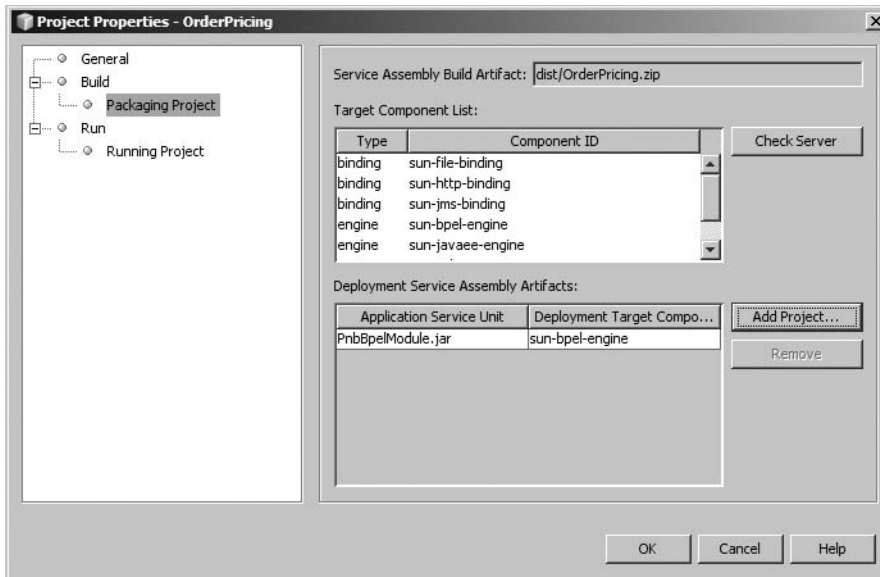 Project Properties - OrderPricing
General
Build
Packaging Project
Run
Running Project
Service Assembly Build Artifact: dist/OrderPricing.zip
Target Component List:
Type Component ID
binding sun-file-binding
binding sun-http-binding
binding sun-jms-binding
engine sun-bpel-engine
engine sun-javaee-engine
Check Server
Deployment Service Assembly Artifacts:
Application Service Unit Deployment Target Compo...
PnbBpelModule.jar sun-bpel-engine
Add Project...
Remove
OK Cancel Help